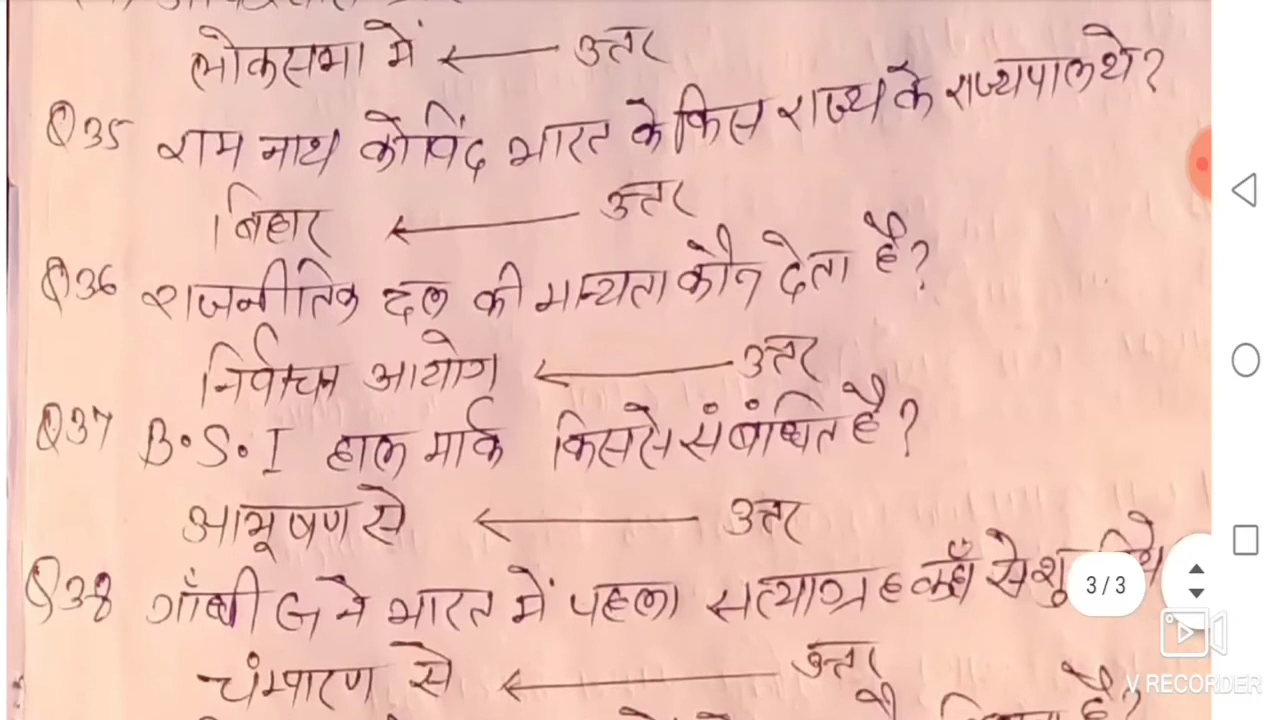 लोकसभा में ← उत्तर
Q35 राम नाथ कोविंद भारत के किस राज्य के राज्यपाल थे?
बिहार ← उत्तर
Q36 राजनीतिक दल की मान्यता कौन देता है?
निर्वाचन आयोग ← उत्तर
Q37 B.S.I हाल मार्क किससे संबंधित है?
आभूषण से ← उत्तर
Q38 गाँधी जी ने भारत में पहला सत्याग्रह कहाँ से
3/3
चंम्पारण से ← उत्तर
V RECORDER
है?